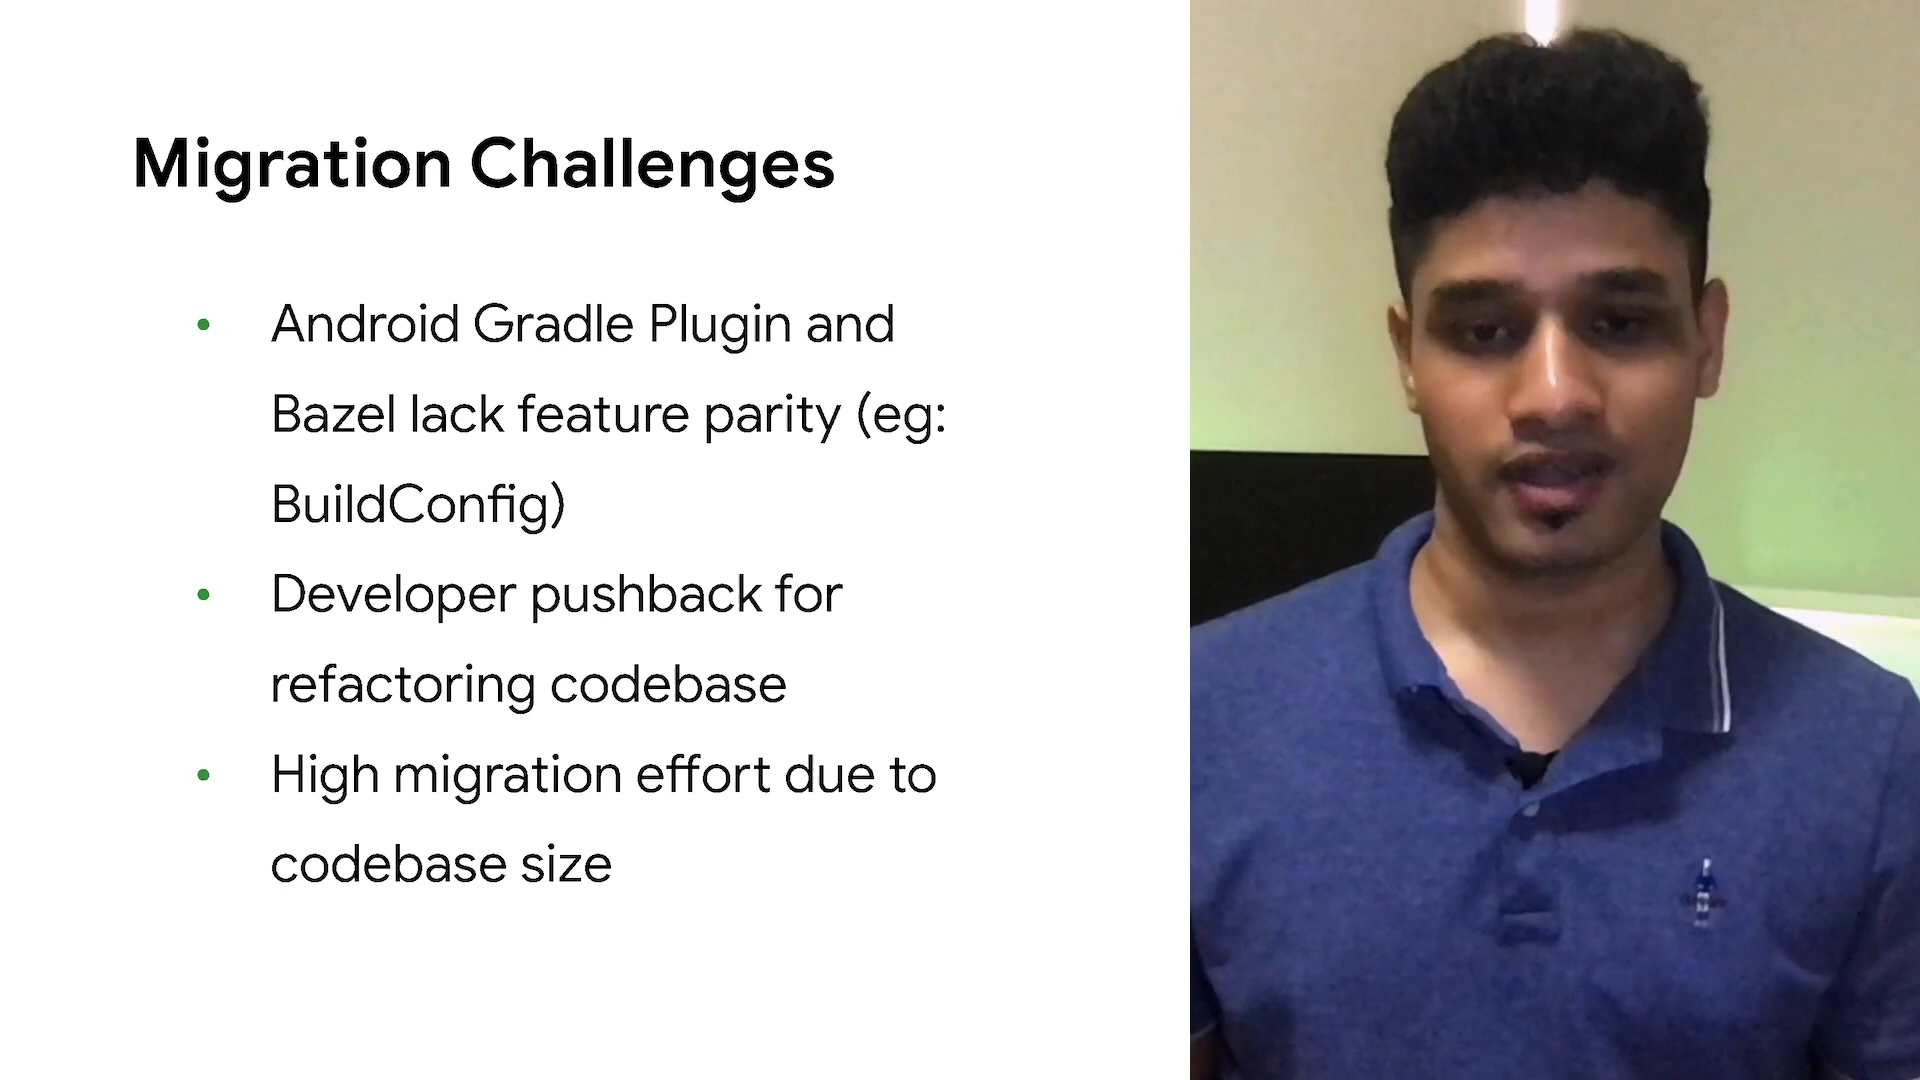 Migration Challenges
• Android Gradle Plugin and
Bazel lack feature parity (eg:
BuildConfig)
• Developer pushback for
refactoring codebase
• High migration effort due to
codebase size